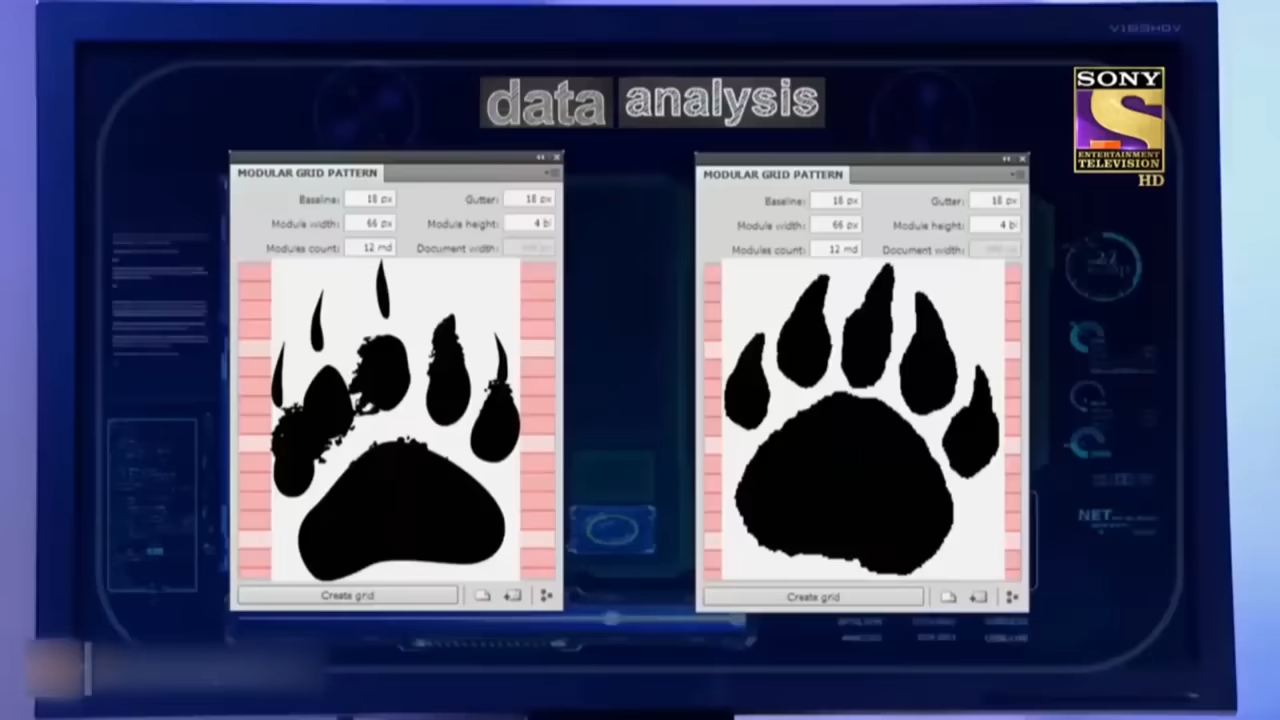 V183HDV
data analysis
SONY
S
ENTERTAINMENT
TELEVISION
HD
MODULAR GRID PATTERN
Baseline: 18 px Gutter: 18 px
Module width: 66 px Module height: 4 bl
Modules count: 12 md Document width:
Create grid
MODULAR GRID PATTERN
Baseline: 18 px Gutter: 18 px
Module width: 66 px Module height: 4 bl
Modules count: 12 md Document width:
Create grid
NET